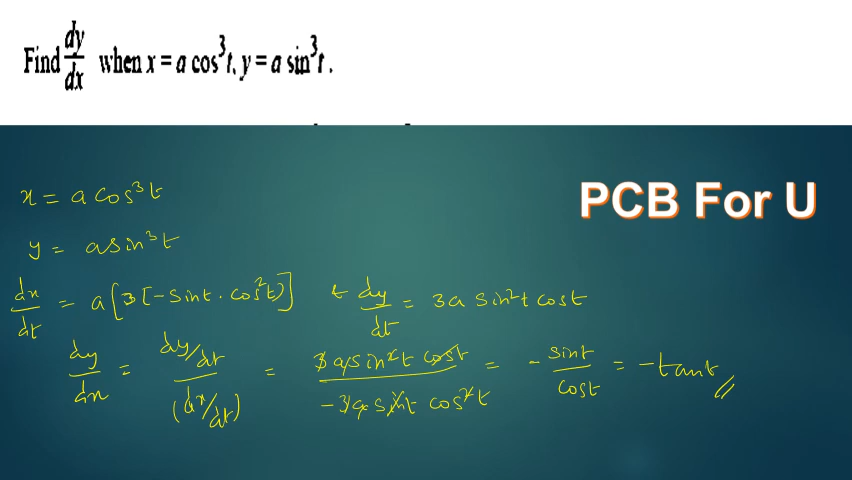 Find dy/dx when x = a cos³t, y = a sin³t .
PCB For U
x = a cos³t
y = a sin³t
dx/dt = a[3[-sint . cos²t)] & dy/dt = 3a sin²t cost
dy/dx = (dy/dt)/(dx/dt) = (3a sin²t cost)/(-3a sint cos²t) = - sint/cost = -tant //